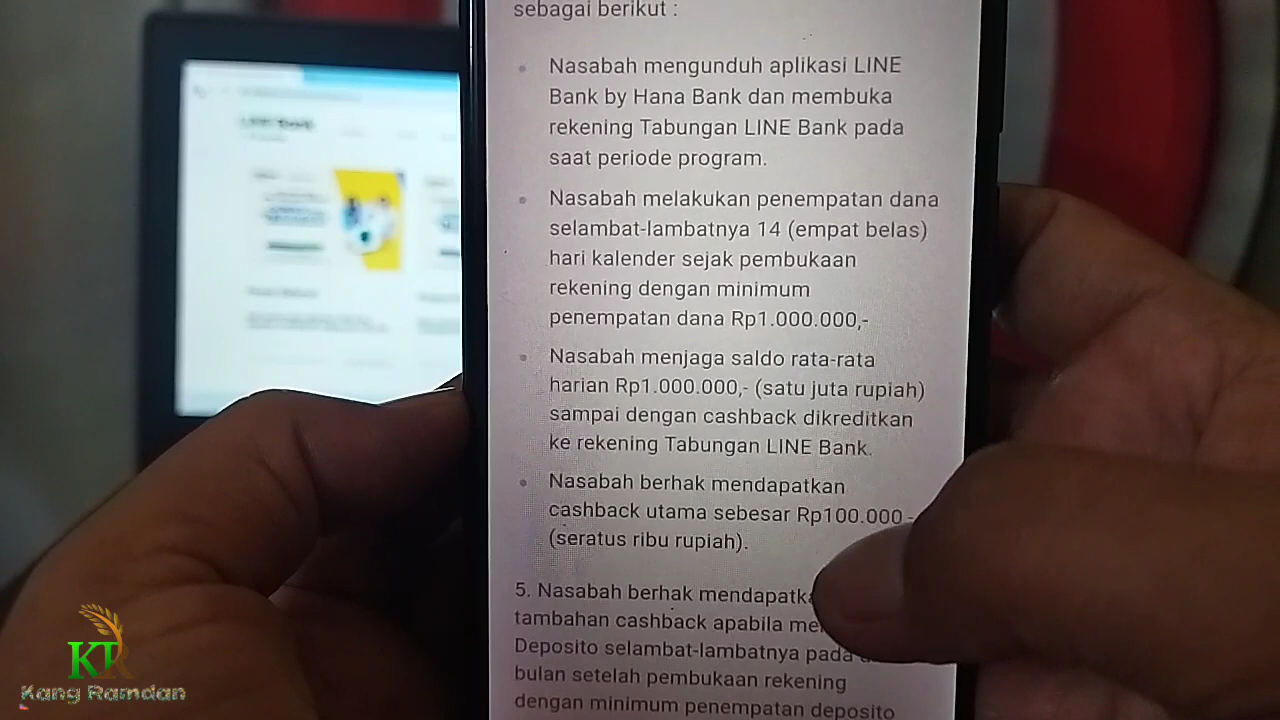 sebagai berikut :
Nasabah mengunduh aplikasi LINE
Bank by Hana Bank dan membuka
rekening Tabungan LINE Bank pada
saat periode program.
Nasabah melakukan penempatan dana
selambat-lambatnya 14 (empat belas)
hari kalender sejak pembukaan
rekening dengan minimum
penempatan dana Rp1.000.000,-
Nasabah menjaga saldo rata-rata
harian Rp1.000.000,- (satu juta rupiah)
sampai dengan cashback dikreditkan
ke rekening Tabungan LINE Bank.
Nasabah berhak mendapatkan
cashback utama sebesar Rp100.000,-
(seratus ribu rupiah).
5. Nasabah berhak
tambahan cashback apabila
Deposito selambat-lambatnya pada
bulan setelah pembukaan rekening
dengan minimum penempatan deposito
LINE Bank
KR
Kang Ramdan